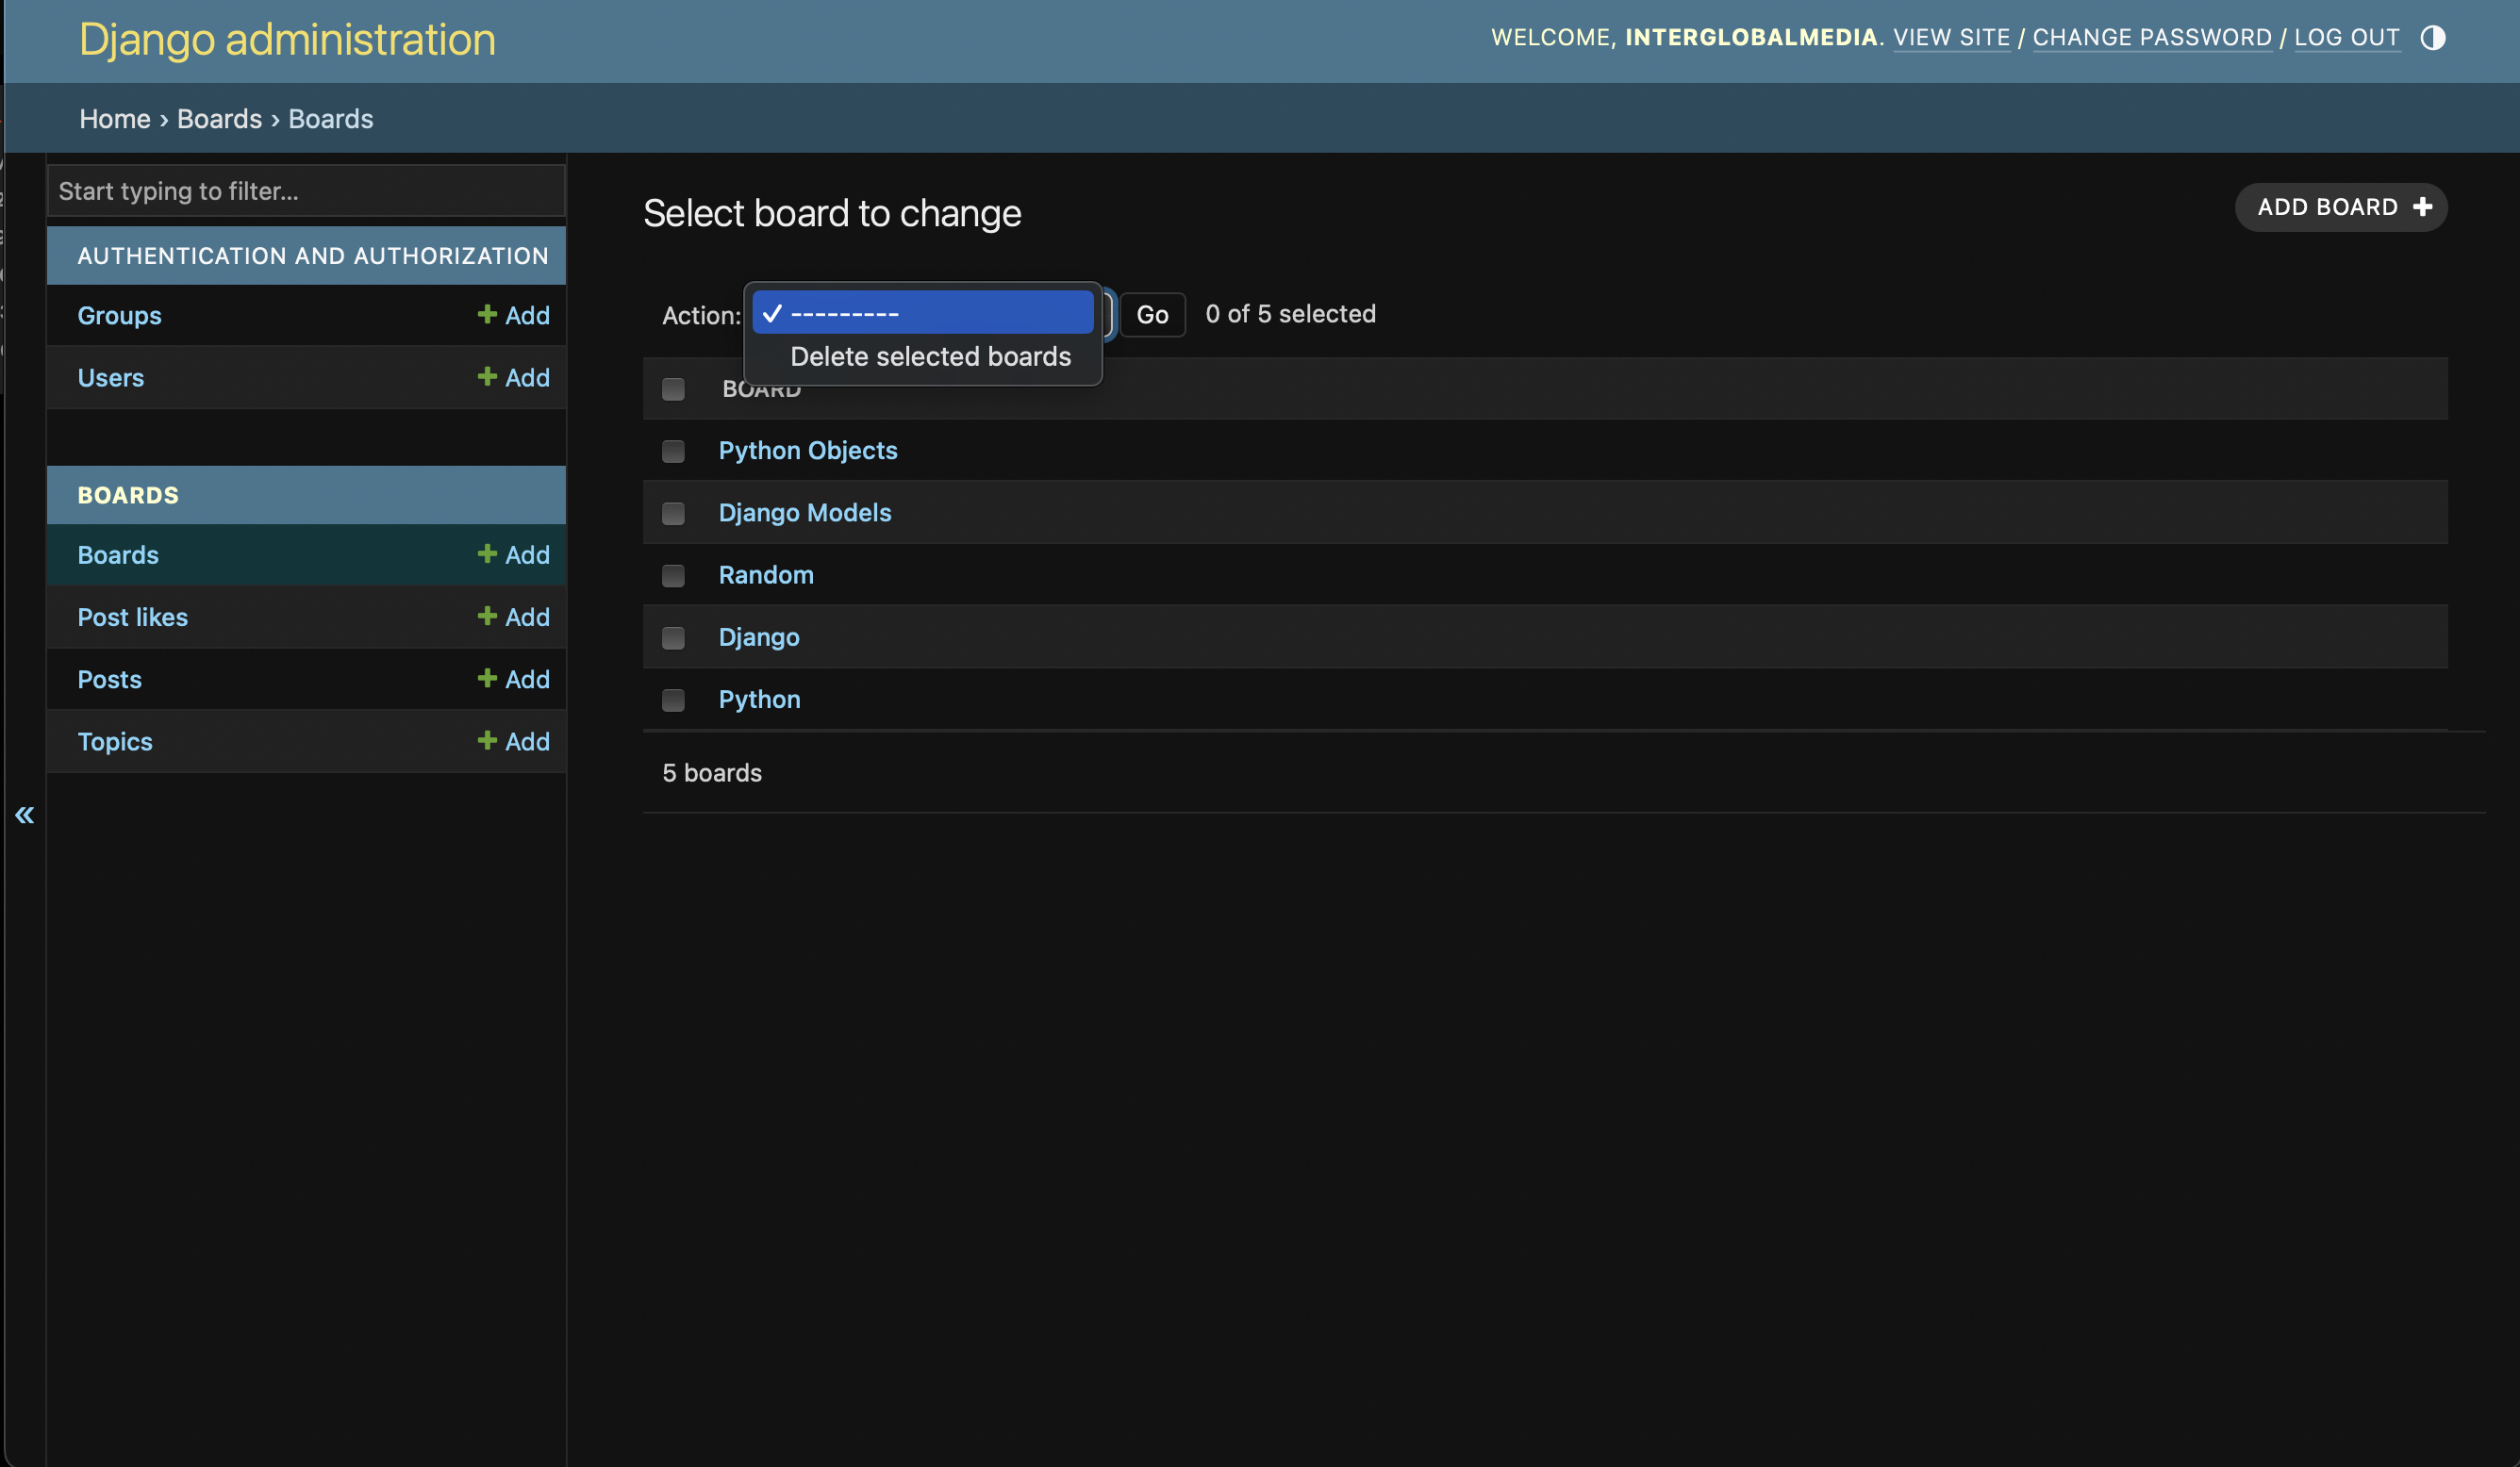 Django administration
WELCOME, INTERGLOBALMEDIA. VIEW SITE / CHANGE PASSWORD / LOG OUT
Home › Boards › Boards
Start typing to filter...
AUTHENTICATION AND AUTHORIZATION
Groups + Add
Users + Add
BOARDS
Boards + Add
Post likes + Add
Posts + Add
Topics + Add
«
Select board to change
ADD BOARD +
Action: ✓ --------- Go 0 of 5 selected
Delete selected boards
BOARD
Python Objects
Django Models
Random
Django
Python
5 boards